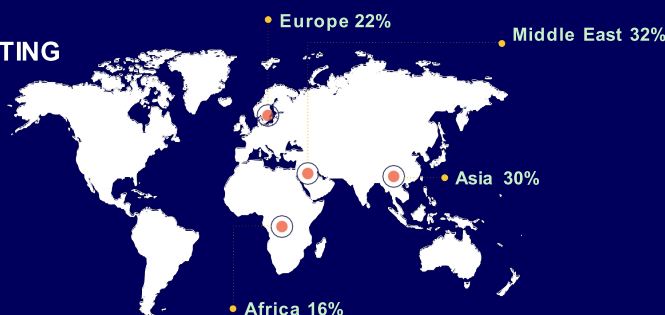 Europe 22%
Middle East 32%
TING
Asia 30%
Africa 16%